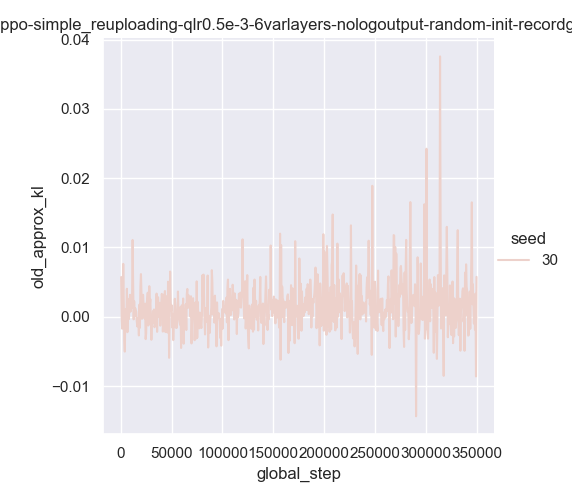 ppo-simple_reuploading-qlr0.5e-3-6varlayers-nologoutput-random-init-recordg
0.04
0.03
0.02
0.01
0.00
−0.01
old_approx_kl
0 50000 100000 150000 200000 250000 300000 350000
global_step
seed
30